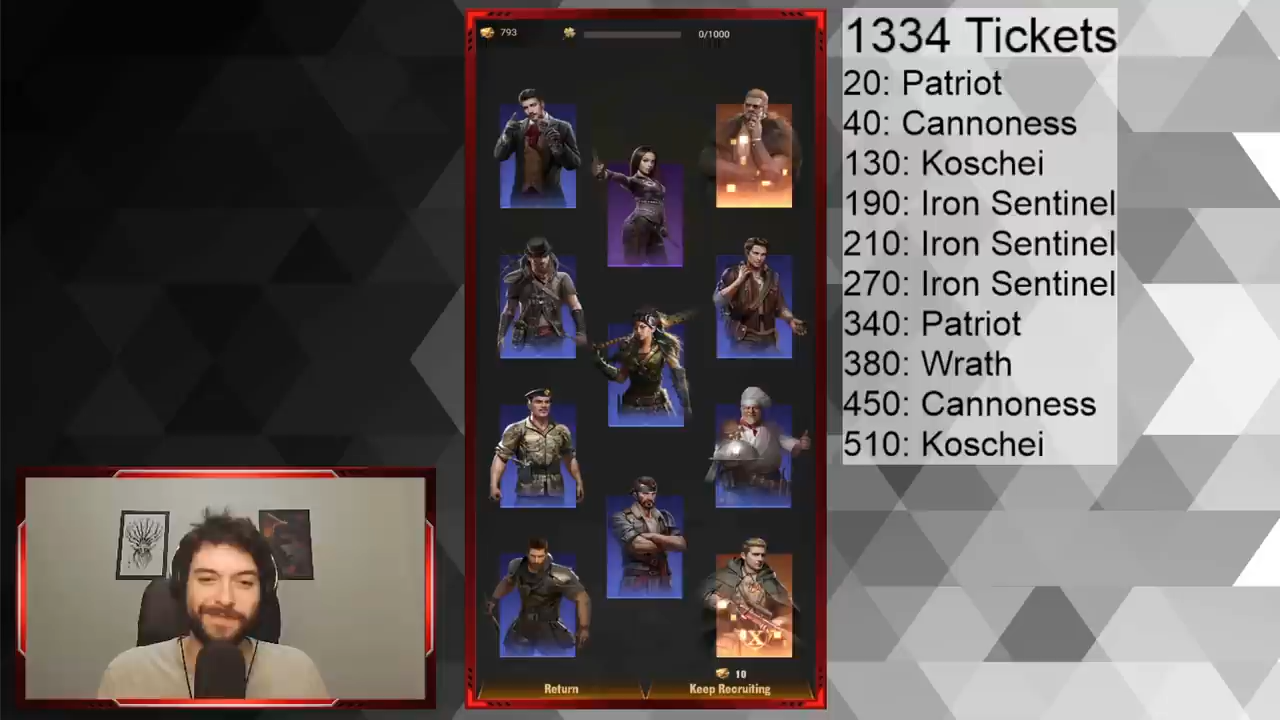 793
0/1000
1334 Tickets
20: Patriot
40: Cannoness
130: Koschei
190: Iron Sentinel
210: Iron Sentinel
270: Iron Sentinel
340: Patriot
380: Wrath
450: Cannoness
510: Koschei
10
Return
Keep Recruiting